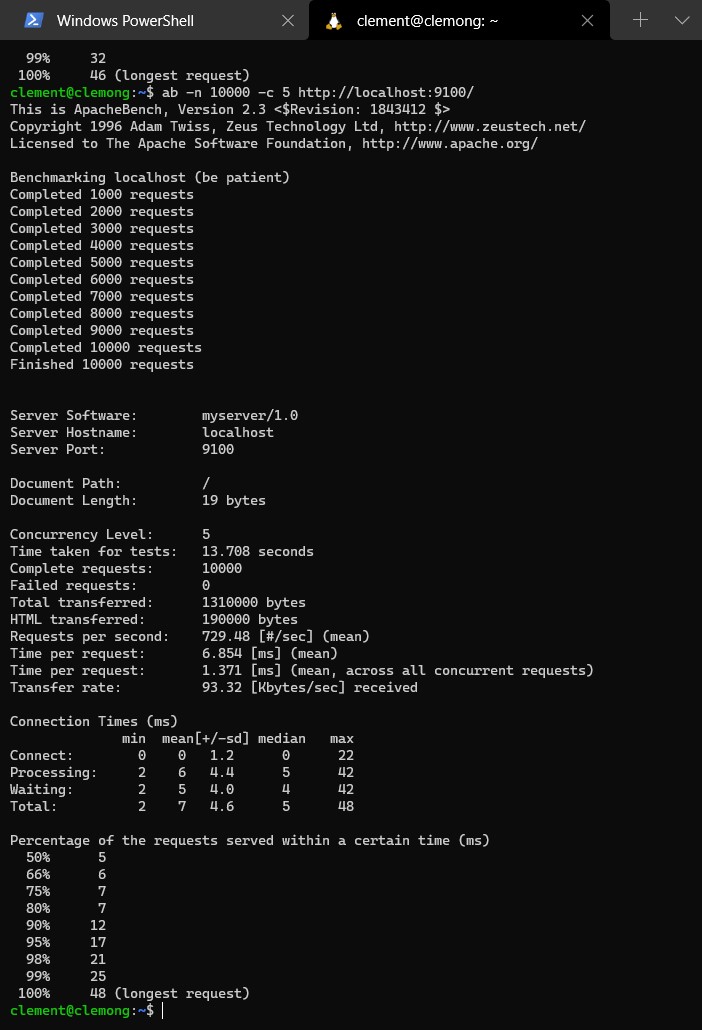 Windows PowerShell
clement@clemong: ~
99% 32
100% 46 (longest request)
clement@clemong:~$ ab -n 10000 -c 5 http://localhost:9100/
This is ApacheBench, Version 2.3 <$Revision: 1843412 $>
Copyright 1996 Adam Twiss, Zeus Technology Ltd, http://www.zeustech.net/
Licensed to The Apache Software Foundation, http://www.apache.org/

Benchmarking localhost (be patient)
Completed 1000 requests
Completed 2000 requests
Completed 3000 requests
Completed 4000 requests
Completed 5000 requests
Completed 6000 requests
Completed 7000 requests
Completed 8000 requests
Completed 9000 requests
Completed 10000 requests
Finished 10000 requests

Server Software: myserver/1.0
Server Hostname: localhost
Server Port: 9100

Document Path: /
Document Length: 19 bytes

Concurrency Level: 5
Time taken for tests: 13.708 seconds
Complete requests: 10000
Failed requests: 0
Total transferred: 1310000 bytes
HTML transferred: 190000 bytes
Requests per second: 729.48 [#/sec] (mean)
Time per request: 6.854 [ms] (mean)
Time per request: 1.371 [ms] (mean, across all concurrent requests)
Transfer rate: 93.32 [Kbytes/sec] received

Connection Times (ms)
min mean[+/-sd] median max
Connect: 0 0 1.2 0 22
Processing: 2 6 4.4 5 42
Waiting: 2 5 4.0 4 42
Total: 2 7 4.6 5 48

Percentage of the requests served within a certain time (ms)
50% 5
66% 6
75% 7
80% 7
90% 12
95% 17
98% 21
99% 25
100% 48 (longest request)
clement@clemong:~$